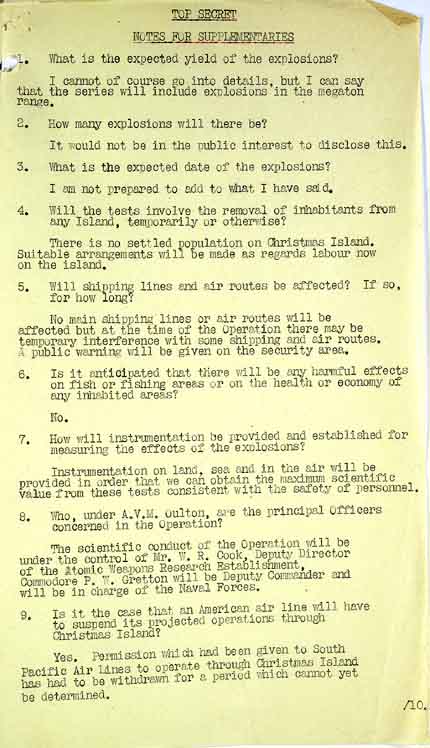 TOP SECRET
NOTES FOR SUPPLEMENTARIES
1. What is the expected yield of the explosions?
I cannot of course go into details, but I can say
that the series will include explosions in the megaton
range.
2. How many explosions will there be?
It would not be in the public interest to disclose this.
3. What is the expected date of the explosions?
I am not prepared to add to what I have said.
4. Will the tests involve the removal of inhabitants from
any Island, temporarily or otherwise?
There is no settled population on Christmas Island.
Suitable arrangements will be made as regards labour now
on the island.
5. Will shipping lines and air routes be affected? If so,
for how long?
No main shipping lines or air routes will be
affected but at the time of the Operation there may be
temporary interference with some shipping and air routes.
A public warning will be given on the security area.
6. Is it anticipated that there will be any harmful effects
on fish or fishing areas or on the health or economy of
any inhabited areas?
No.
7. How will instrumentation be provided and established for
measuring the effects of the explosions?
Instrumentation on land, sea and in the air will be
provided in order that we can obtain the maximum scientific
value from these tests consistent with the safety of personnel.
8. Who, under A.V.M. Oulton, are the principal Officers
concerned in the Operation?
The scientific conduct of the Operation will be
under the control of Mr. W. R. Cook, Deputy Director
of the Atomic Weapons Research Establishment,
Commodore P. W. Gretton will be Deputy Commander and
will be in charge of the Naval Forces.
9. Is it the case that an American air line will have
to suspend its projected operations through
Christmas Island?
Yes. Permission which had been given to South
Pacific Air Lines to operate through Christmas Island
has had to be withdrawn for a period which cannot yet
be determined.
/10.